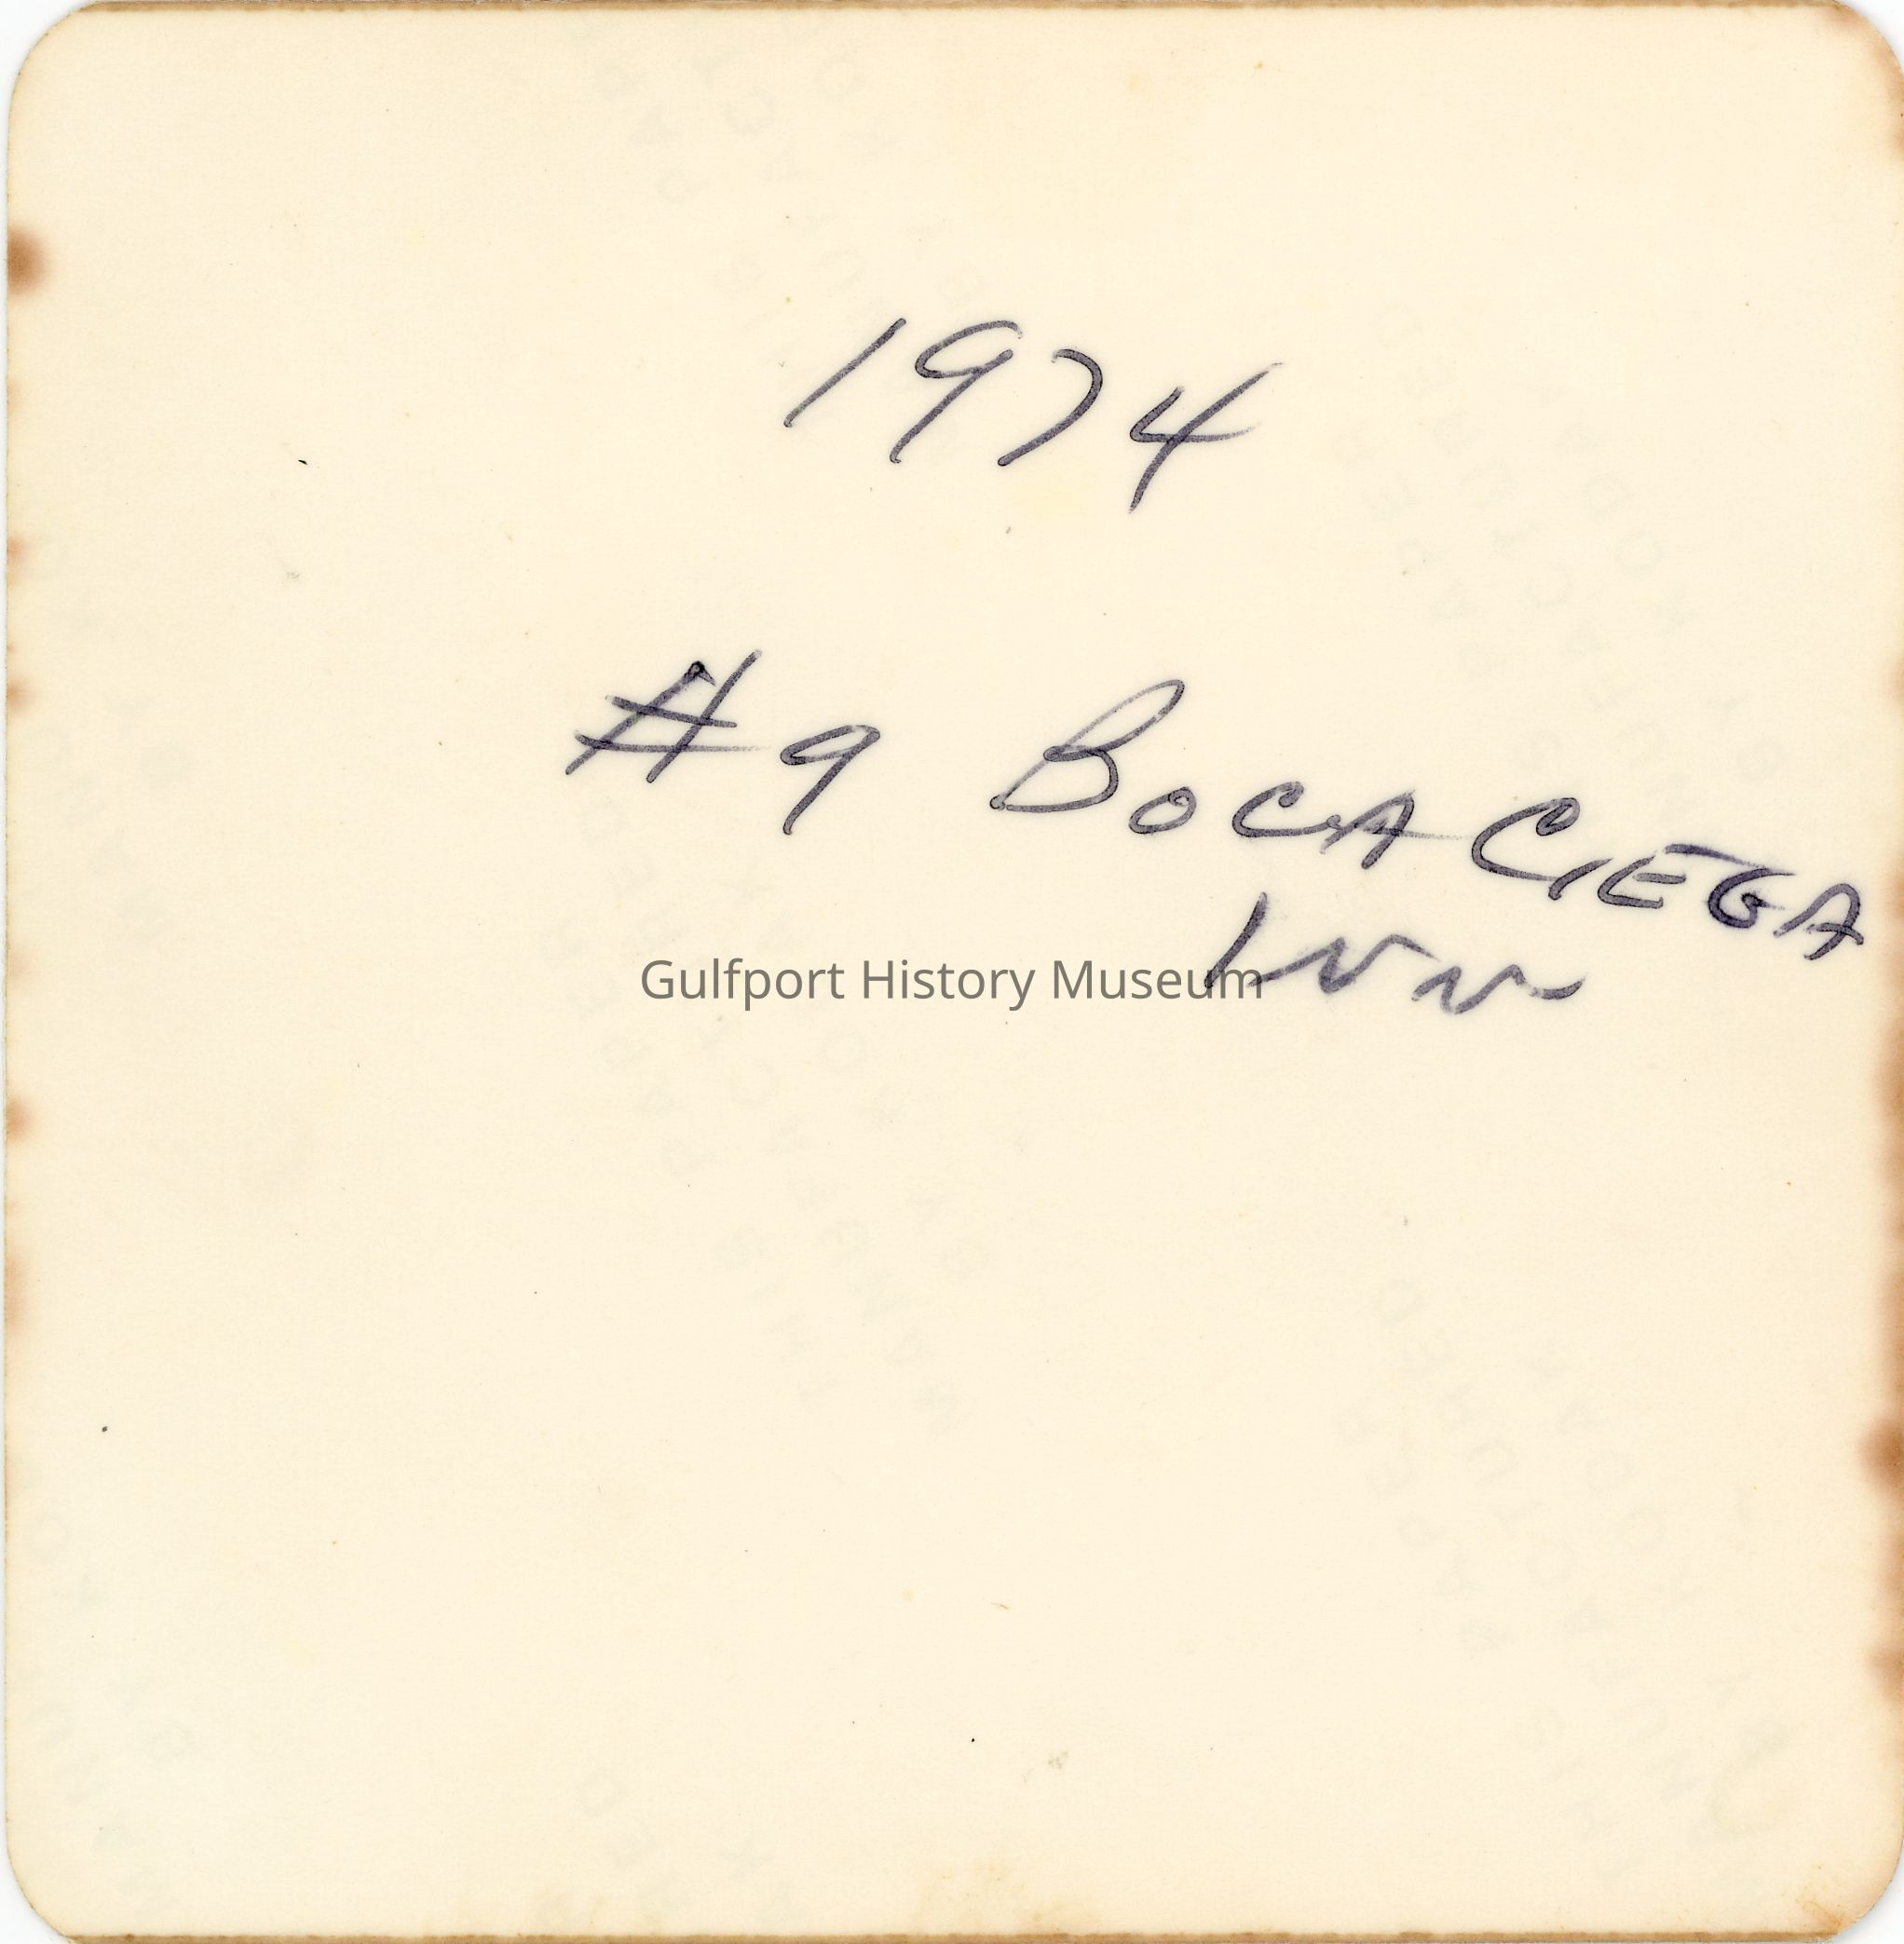 1974
#9 BOCA CIEGA
INN
Gulfport History Museum